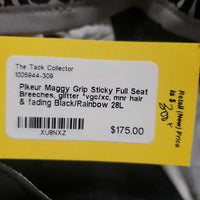 The Tack Collector
1005944-309
Pikeur Maggy Grip Sticky Full Seat
Breeches, glitter *vgc/xc, mnr hair
& fading Black/Rainbow 28L
XU8NXZ
$175.00
Retail (New) Price